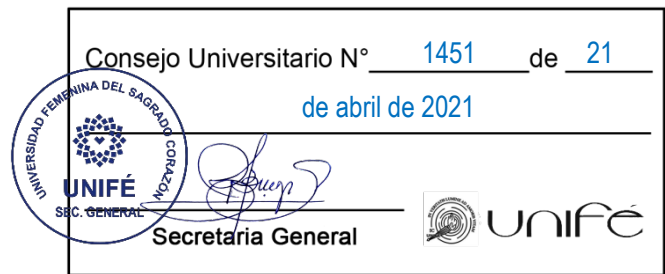 Consejo Universitario N° 1451 de 21
de abril de 2021
UNIVERSIDAD FEMENINA DEL SAGRADO CORAZÓN
UNIFÉ
SEC. GENERAL
Secretaria General
UNIFÉ